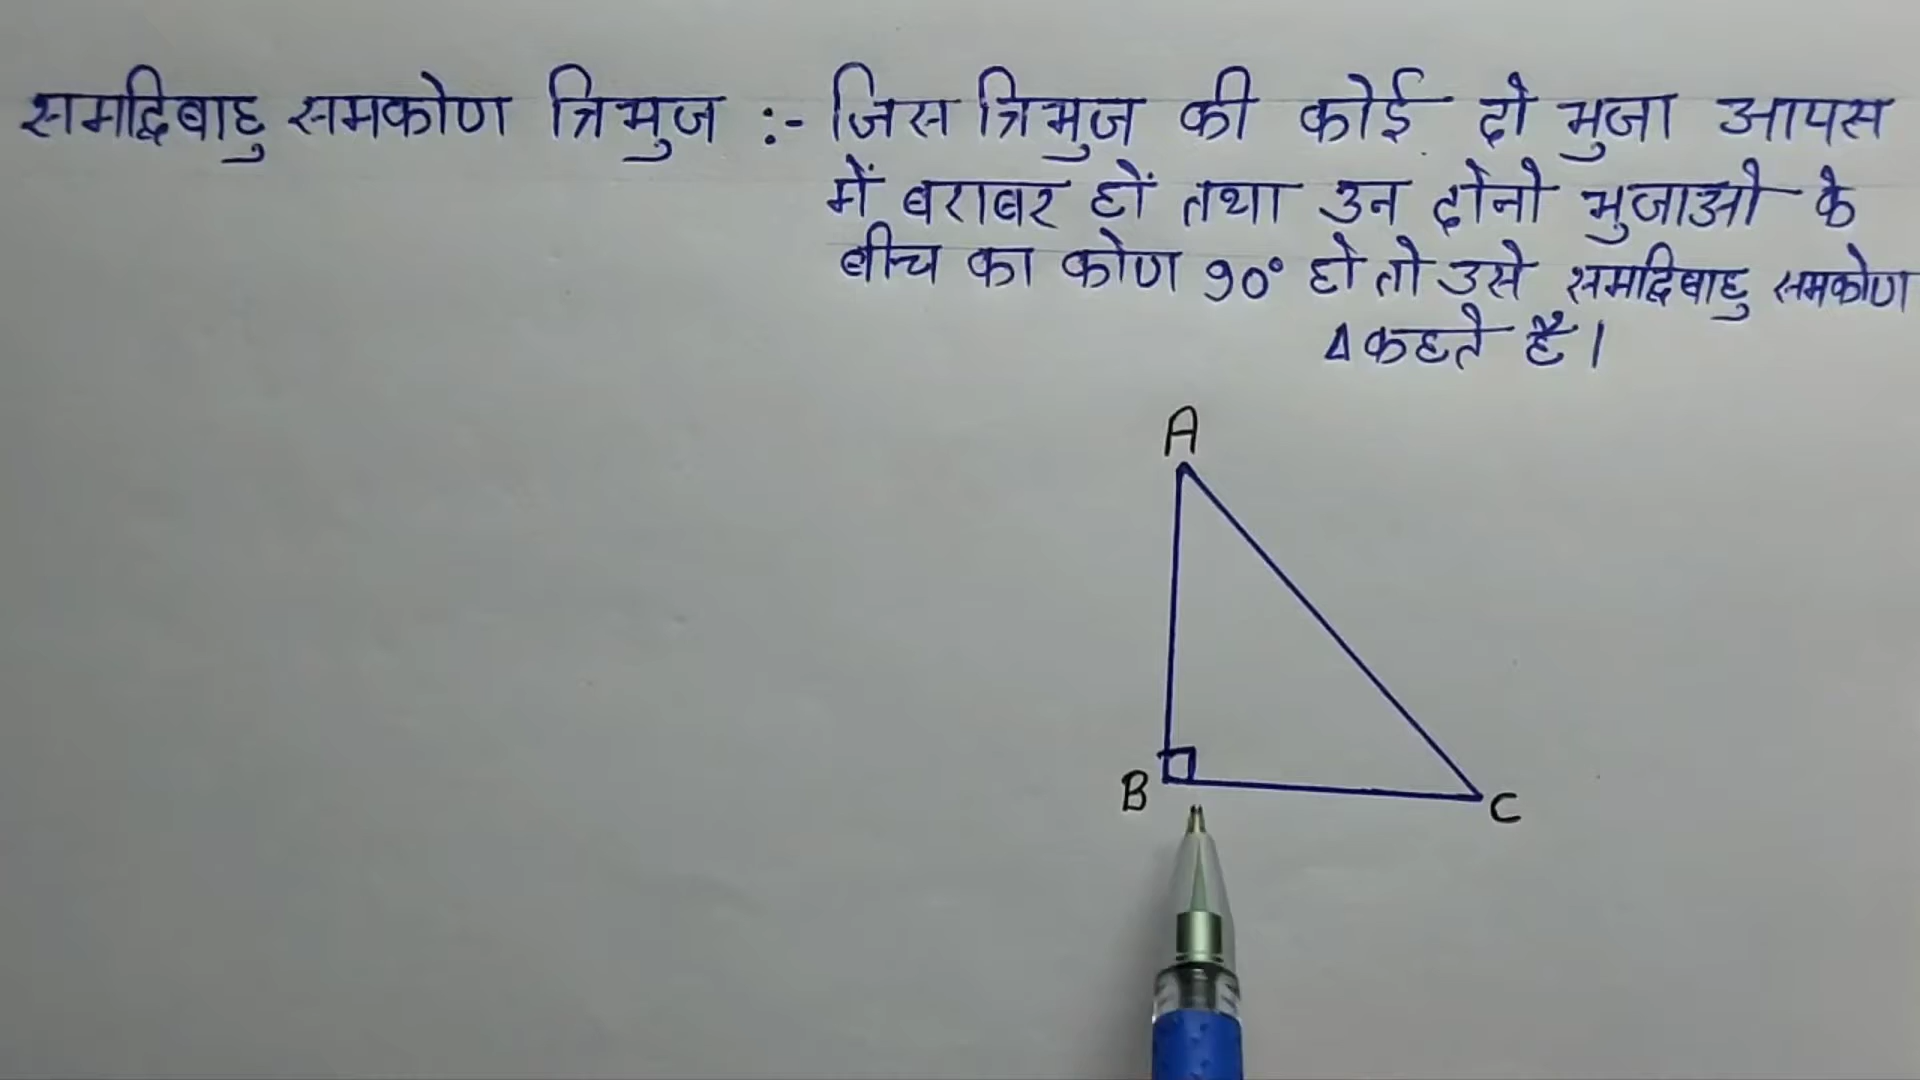 समद्विबाहु समकोण त्रिभुज :- जिस त्रिभुज की कोई दो भुजा आपस
में बराबर हों तथा उन दोनो भुजाओ के
बीच का कोण 90° हो तो उसे समद्विबाहु समकोण
Δ कहते है।
A
B
C